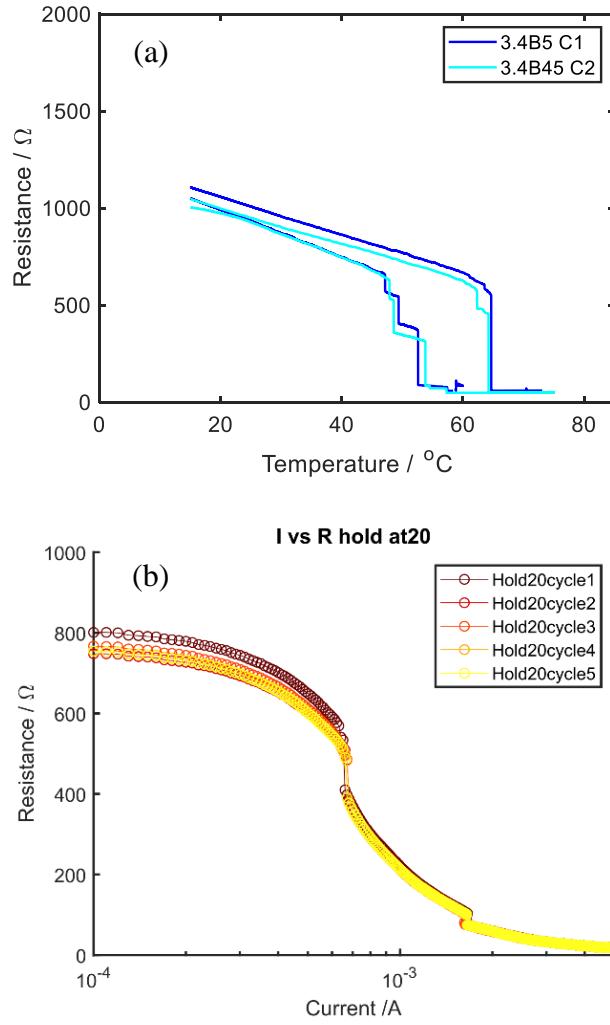 (a)
3.4B5 C1
3.4B45 C2
2000
1500
1000
500
0
Resistance / Ω
0 20 40 60 80
Temperature / °C
I vs R hold at20
(b)
Hold20cycle1
Hold20cycle2
Hold20cycle3
Hold20cycle4
Hold20cycle5
1000
800
600
400
200
0
Resistance / Ω
10-4 10-3
Current /A